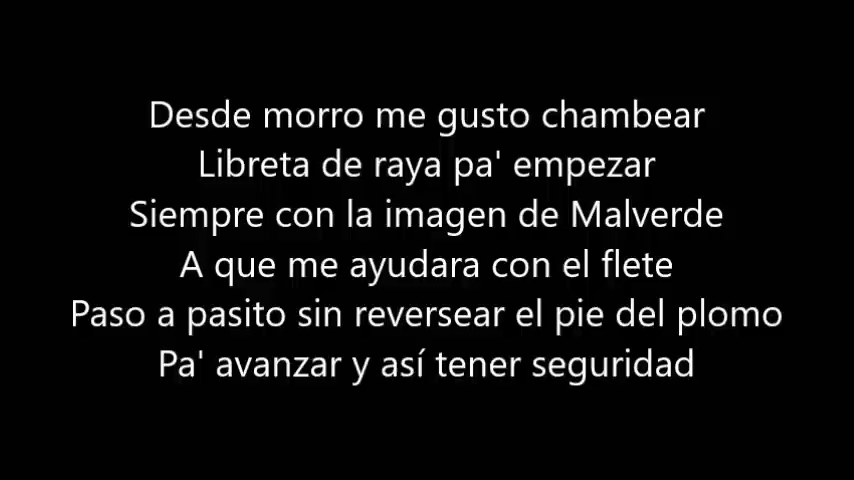 Desde morro me gusto chambear
Libreta de raya pa' empezar
Siempre con la imagen de Malverde
A que me ayudara con el flete
Paso a pasito sin reversear el pie del plomo
Pa' avanzar y así tener seguridad